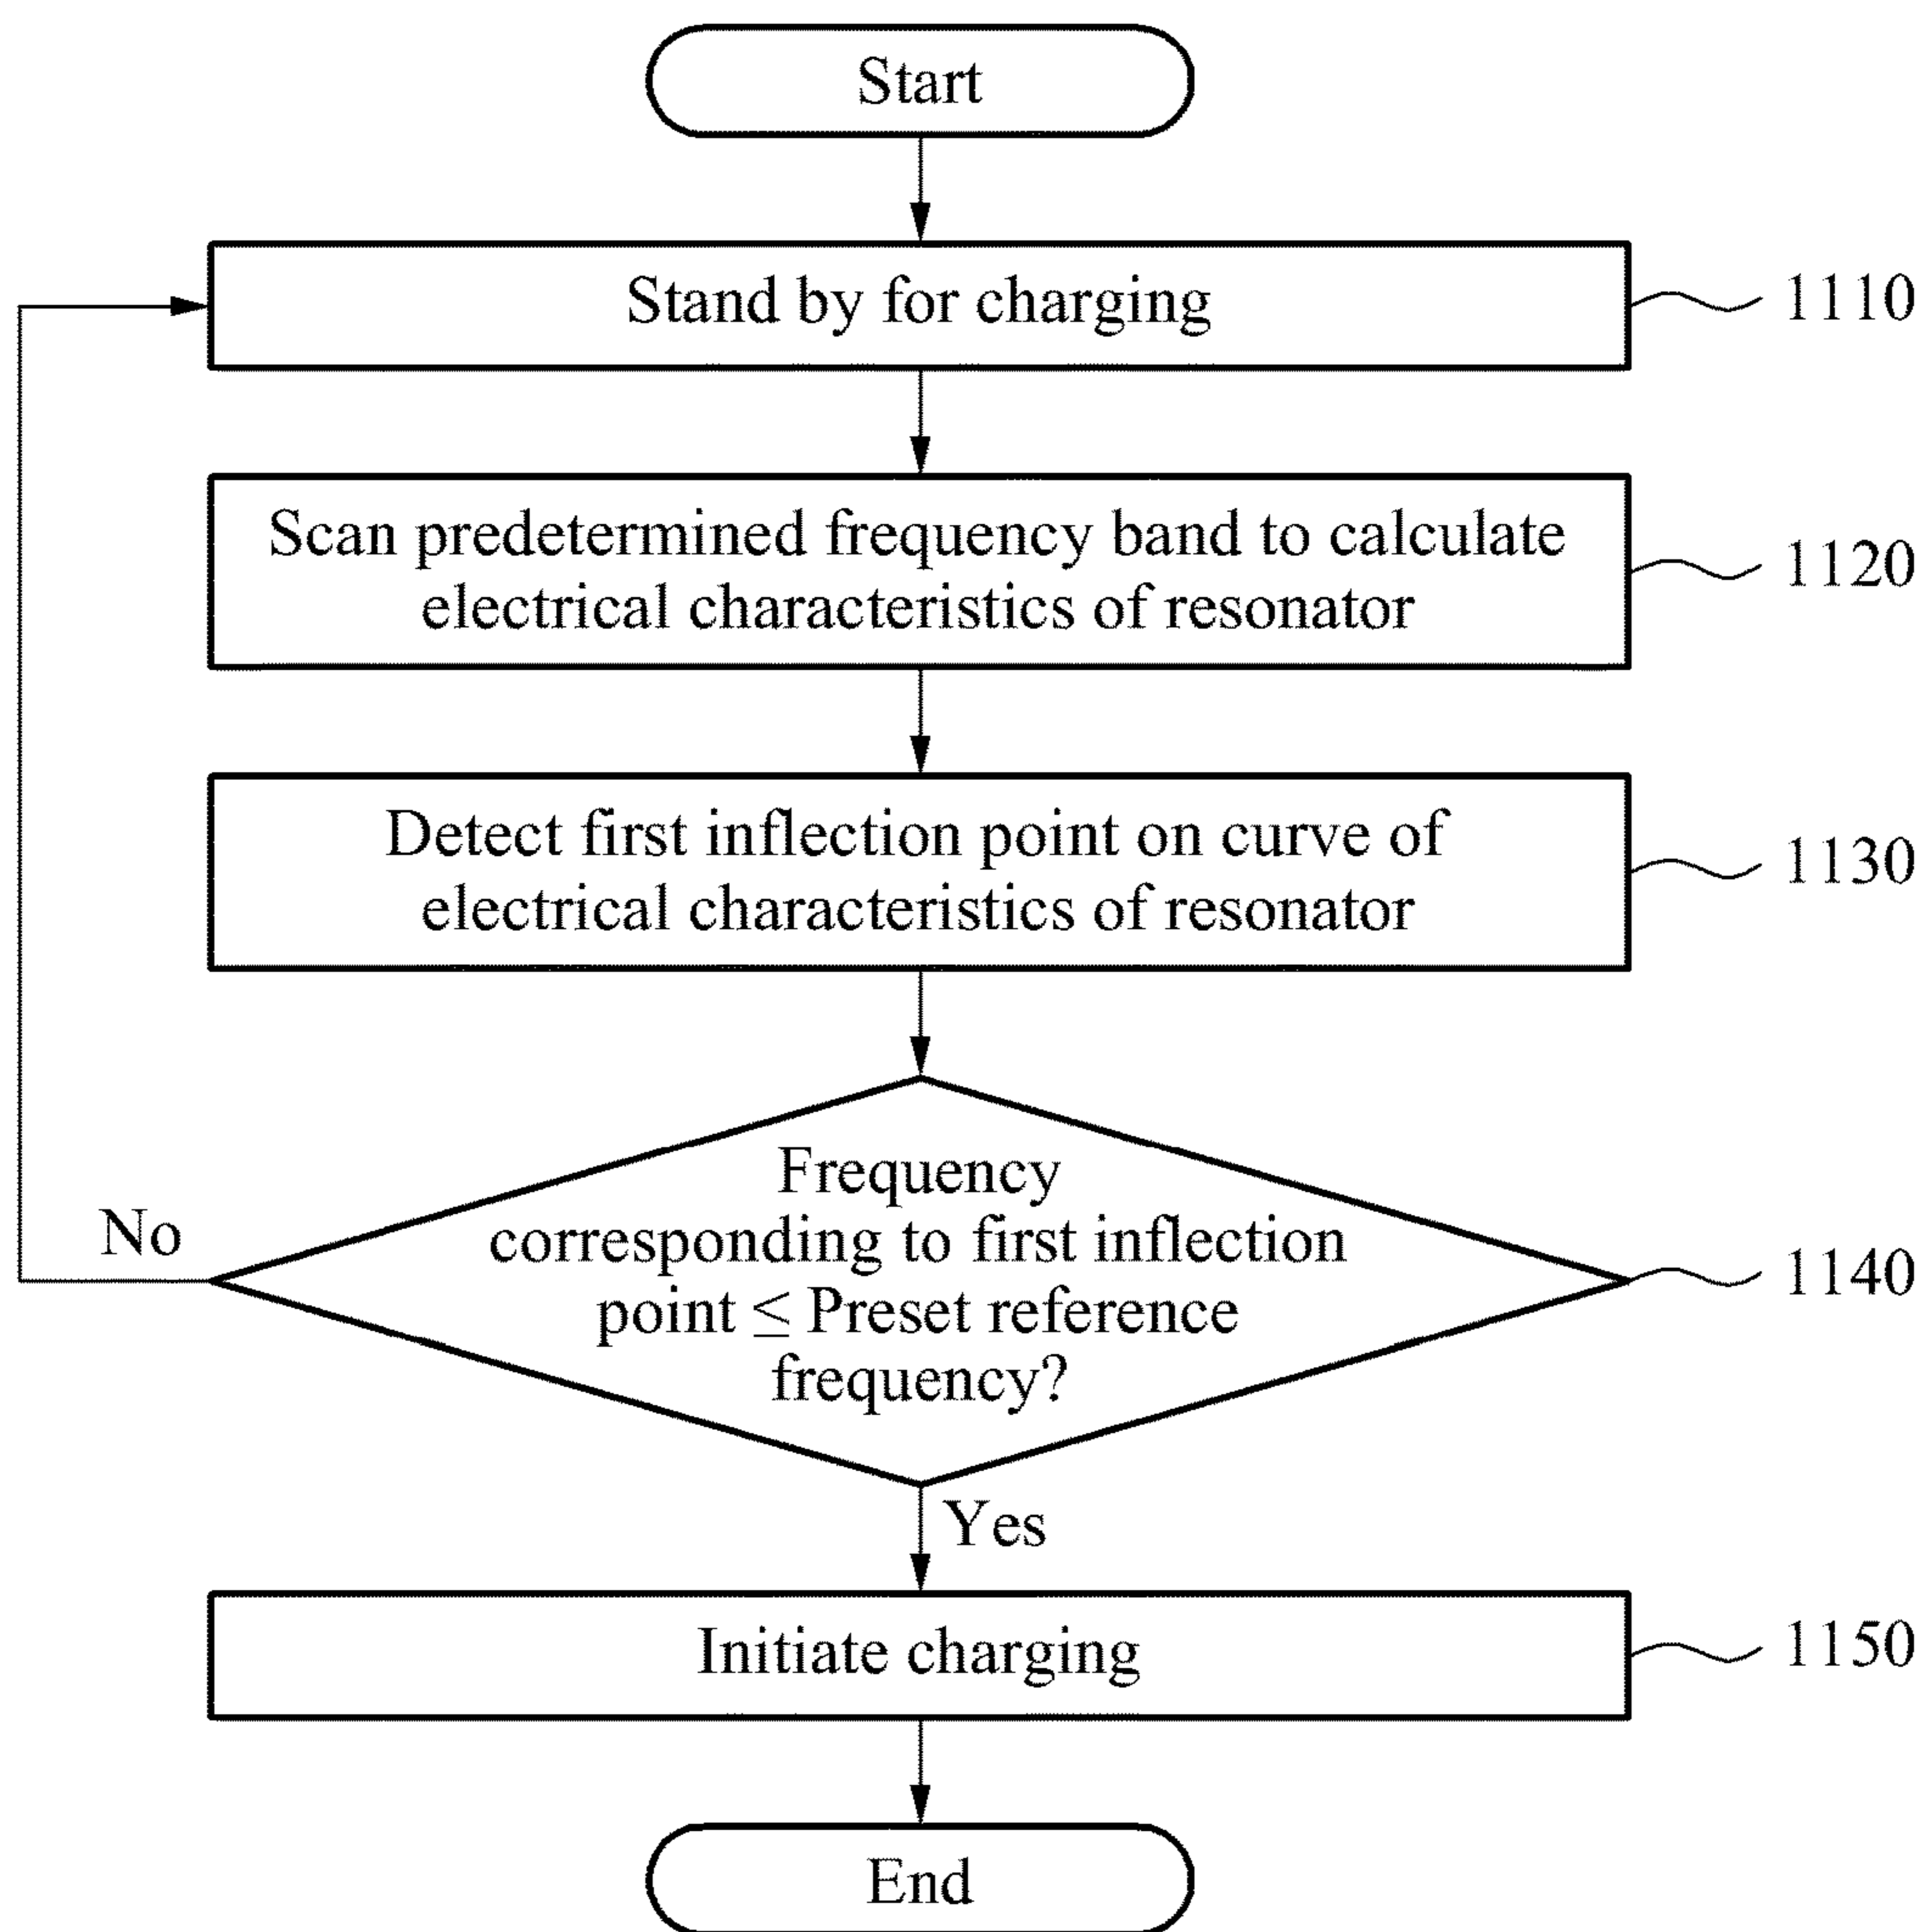 Start
Stand by for charging
1110
Scan predetermined frequency band to calculate
electrical characteristics of resonator
1120
Detect first inflection point on curve of
electrical characteristics of resonator
1130
Frequency
corresponding to first inflection
point ≤ Preset reference
frequency?
1140
No
Yes
Initiate charging
1150
End